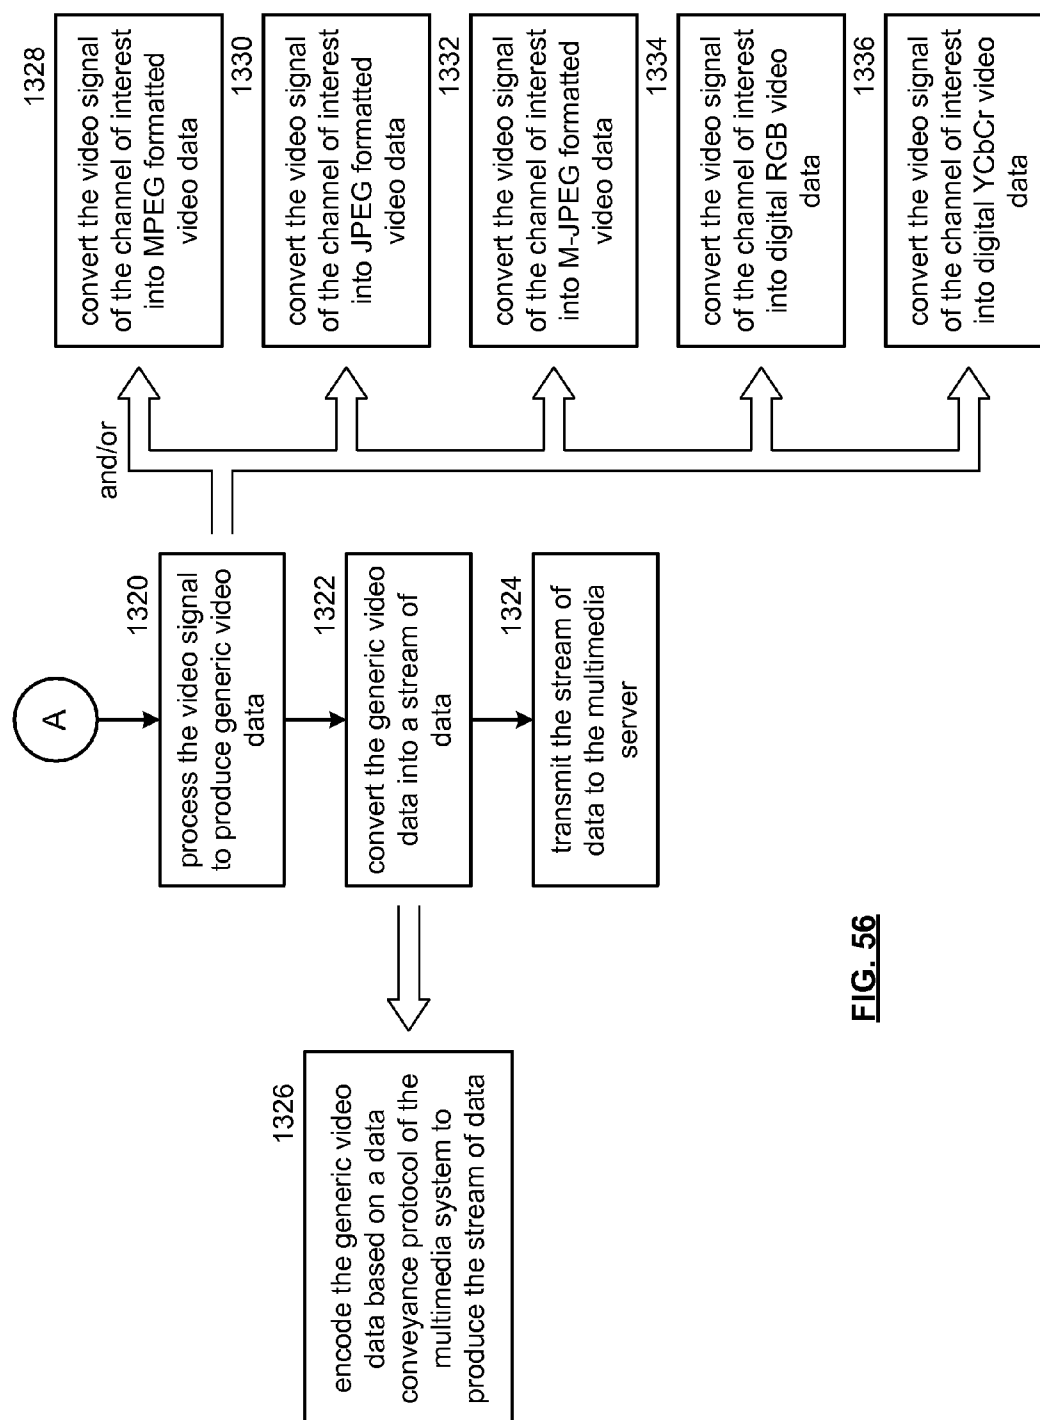 A
1320
process the video signal
to produce generic video
data
1322
convert the generic video
data into a stream of
data
1324
transmit the stream of
data to the multimedia
server
1326
encode the generic video
data based on a data
conveyance protocol of the
multimedia system to
produce the stream of data
and/or
1328
convert the video signal
of the channel of interest
into MPEG formatted
video data
1330
convert the video signal
of the channel of interest
into JPEG formatted
video data
1332
convert the video signal
of the channel of interest
into M-JPEG formatted
video data
1334
convert the video signal
of the channel of interest
into digital RGB video
data
1336
convert the video signal
of the channel of interest
into digital YCbCr video
data
FIG. 56